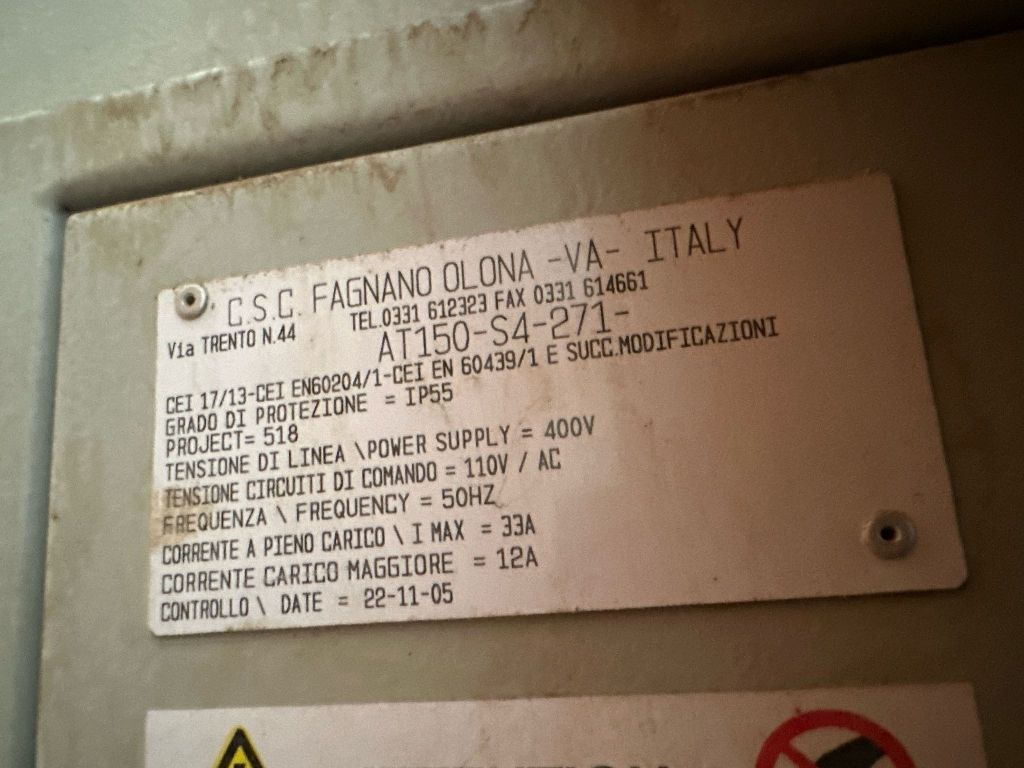 C.S.C. FAGNANO OLONA -VA- ITALY
Via TRENTO N.44 TEL.0331 612323 FAX 0331 614661
AT150-S4-271-
CEI 17/13-CEI EN60204/1-CEI EN 60439/1 E SUCC.MODIFICAZIONI
GRADO DI PROTEZIONE = IP55
PROJECT= 518
TENSIONE DI LINEA \POWER SUPPLY = 400V
TENSIONE CIRCUITI DI COMANDO = 110V / AC
FREQUENZA \ FREQUENCY = 50HZ
CORRENTE A PIENO CARICO \ I MAX = 33A
CORRENTE CARICO MAGGIORE = 12A
CONTROLLO \ DATE = 22-11-05